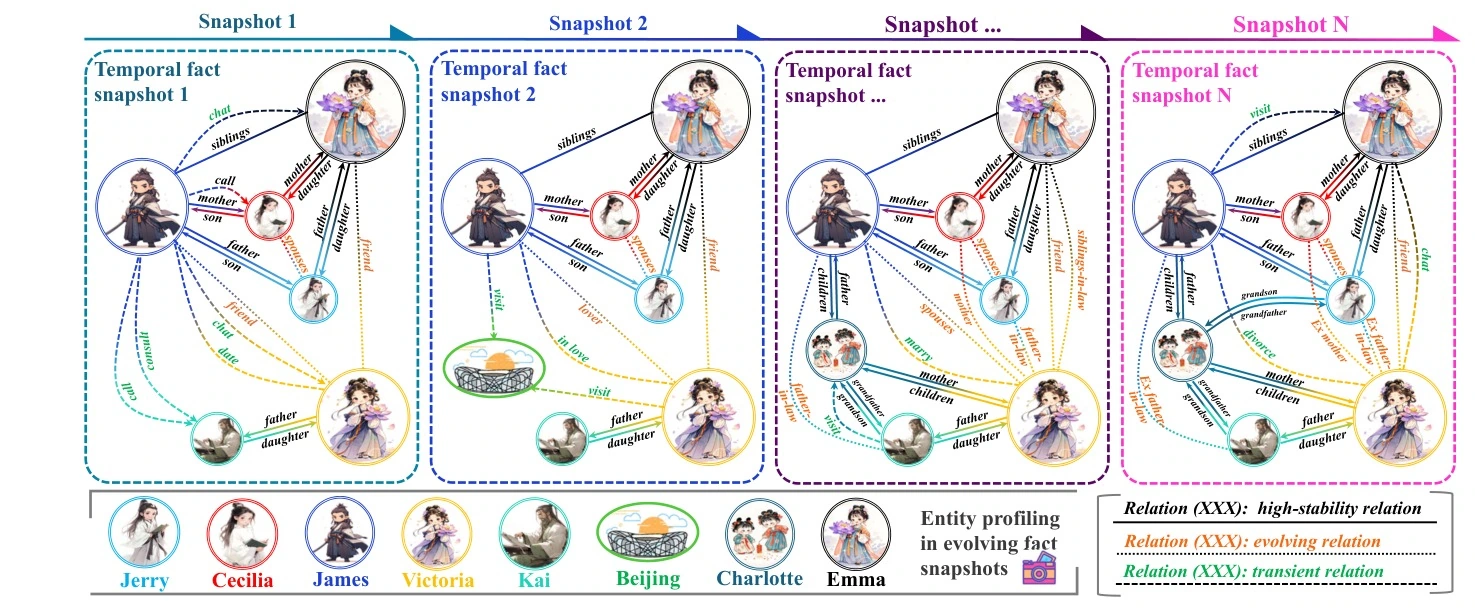 Snapshot 1
Snapshot 2
Snapshot ...
Snapshot N
Temporal fact
snapshot 1
chat
siblings
call
mother
son
mother
daughter
father
daughter
spouses
friend
father
son
friend
chat
date
consult
call
father
daughter
Temporal fact
snapshot 2
siblings
mother
daughter
mother
son
father
daughter
spouses
friend
father
son
visit
lover
in love
visit
father
daughter
Temporal fact
snapshot ...
siblings
mother
daughter
mother
son
father
daughter
spouses
friend
siblings-in-law
father
son
father
children
spouses
mother
father-
in-law
marry
mother
children
father-
in-law
visit
grandfather
grandson
father
daughter
Temporal fact
snapshot N
visit
siblings
mother
daughter
mother
son
father
daughter
spouses
friend
chat
father
son
father
children
grandson
grandfather
Ex mother
Ex father-
in-law
divorce
mother
children
Ex father-
in-law
grandfather
grandson
father
daughter
Jerry
Cecilia
James
Victoria
Kai
Beijing
Charlotte
Emma
Entity profiling
in evolving fact
snapshots
Relation (XXX): high-stability relation
Relation (XXX): evolving relation
Relation (XXX): transient relation